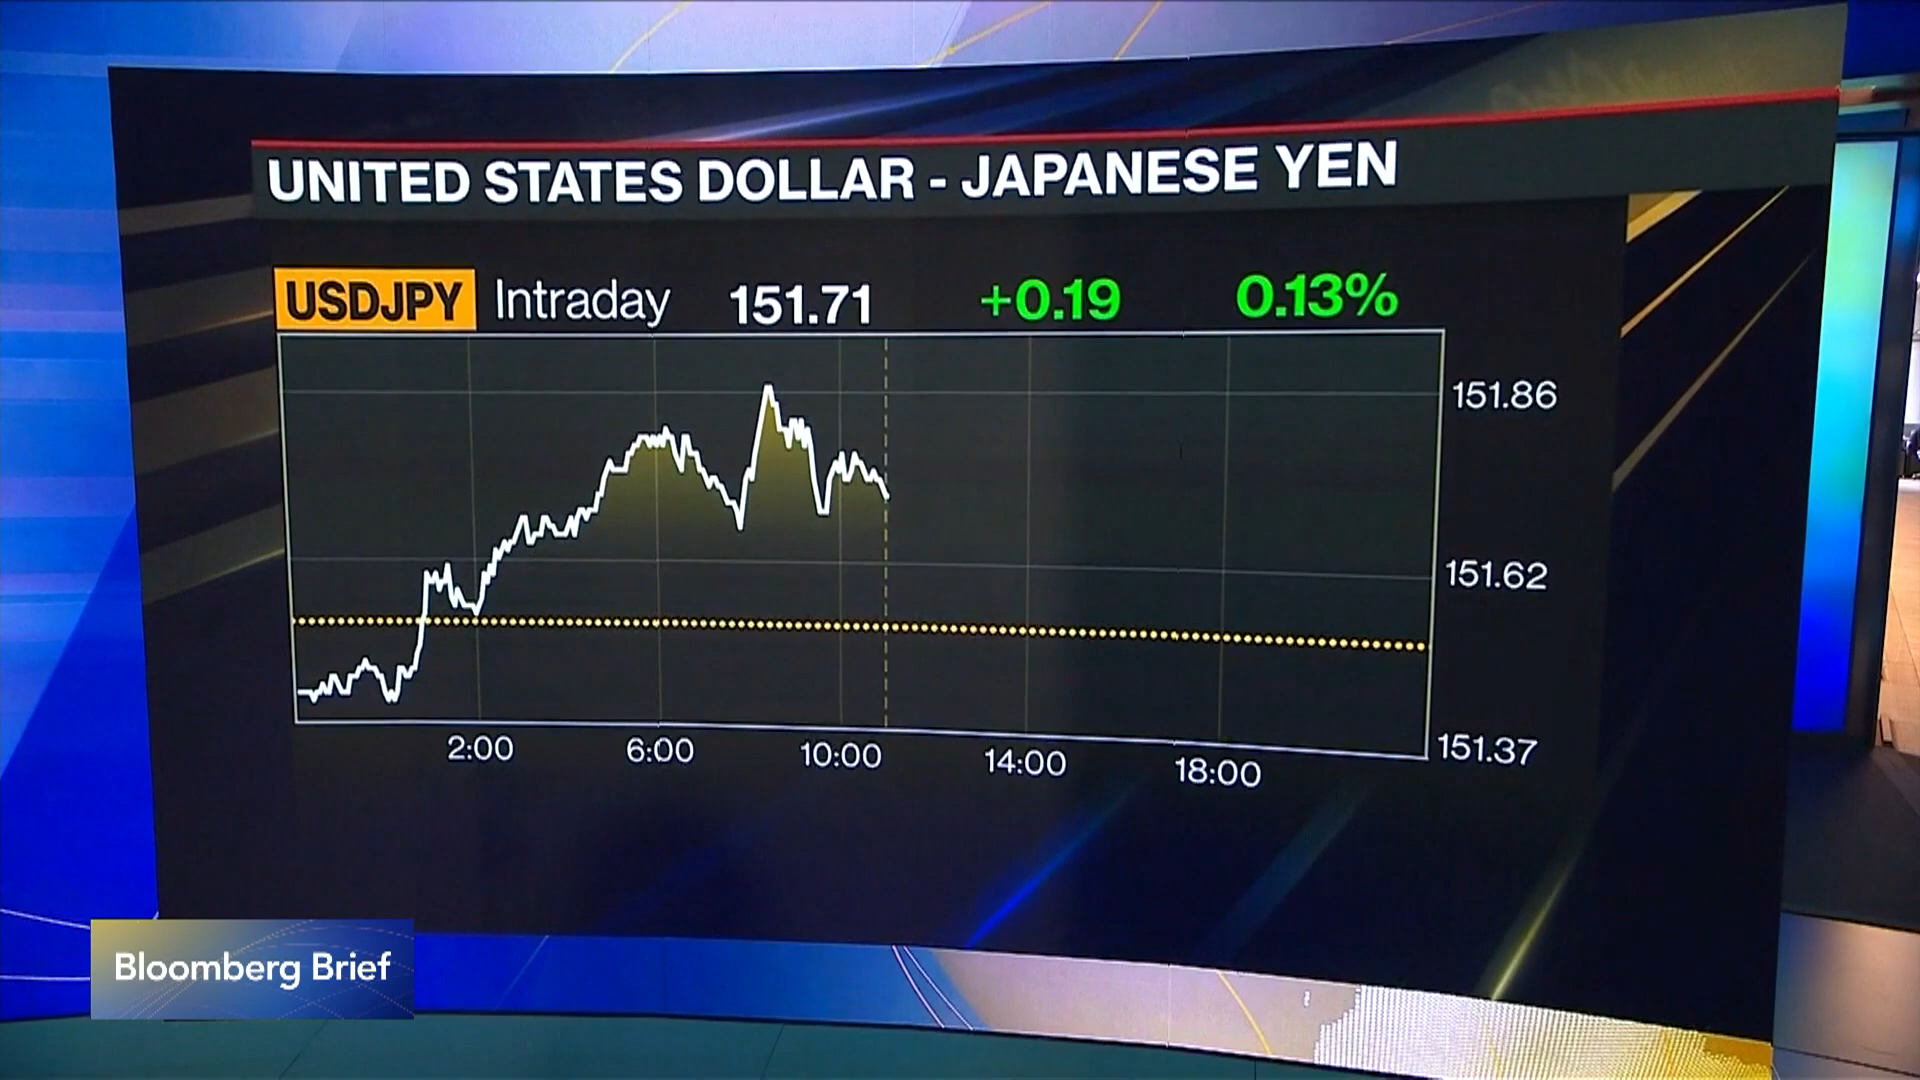 UNITED STATES DOLLAR - JAPANESE YEN
USDJPY Intraday 151.71 +0.19 0.13%
151.86
151.62
151.37
2:00 6:00 10:00 14:00 18:00
Bloomberg Brief